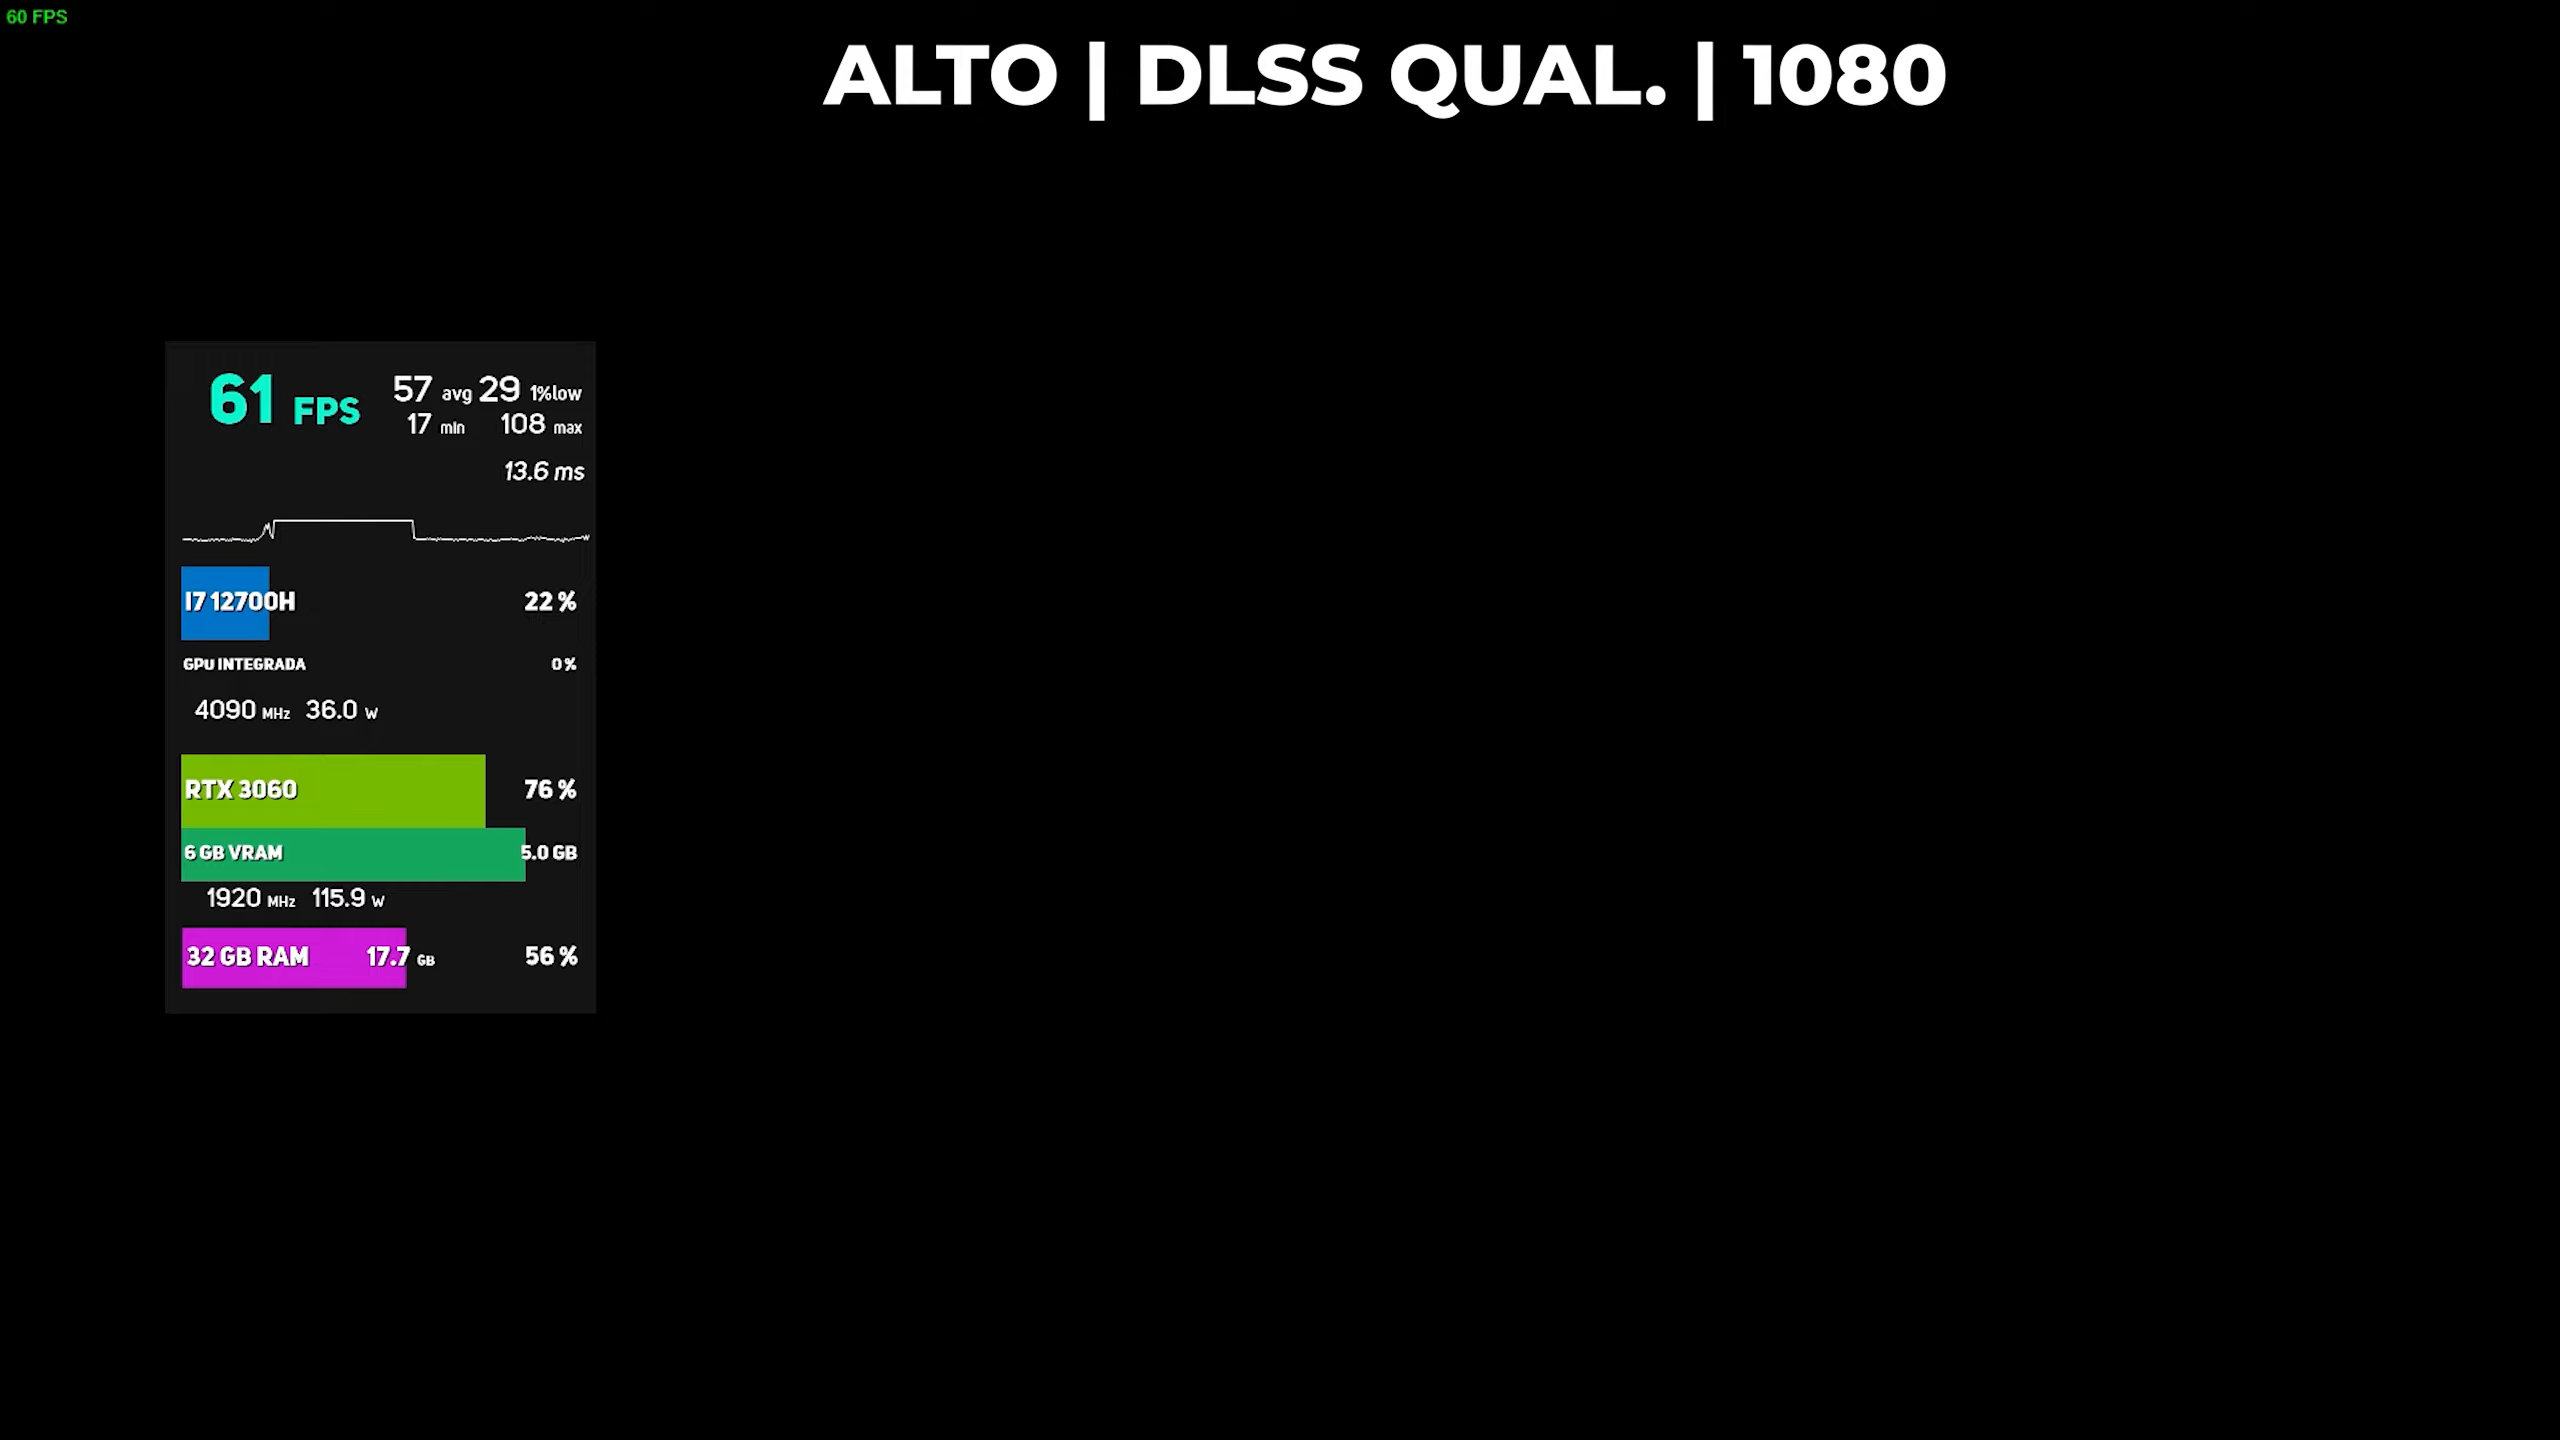 60 FPS
ALTO | DLSS QUAL. | 1080
61 FPS 57 avg 29 1%low
17 min 108 max
13.6 ms
I7 12700H 22 %
GPU INTEGRADA 0 %
4090 MHz 36.0 W
RTX 3060 76 %
6 GB VRAM 5.0 GB
1920 MHz 115.9 W
32 GB RAM 17.7 GB 56 %